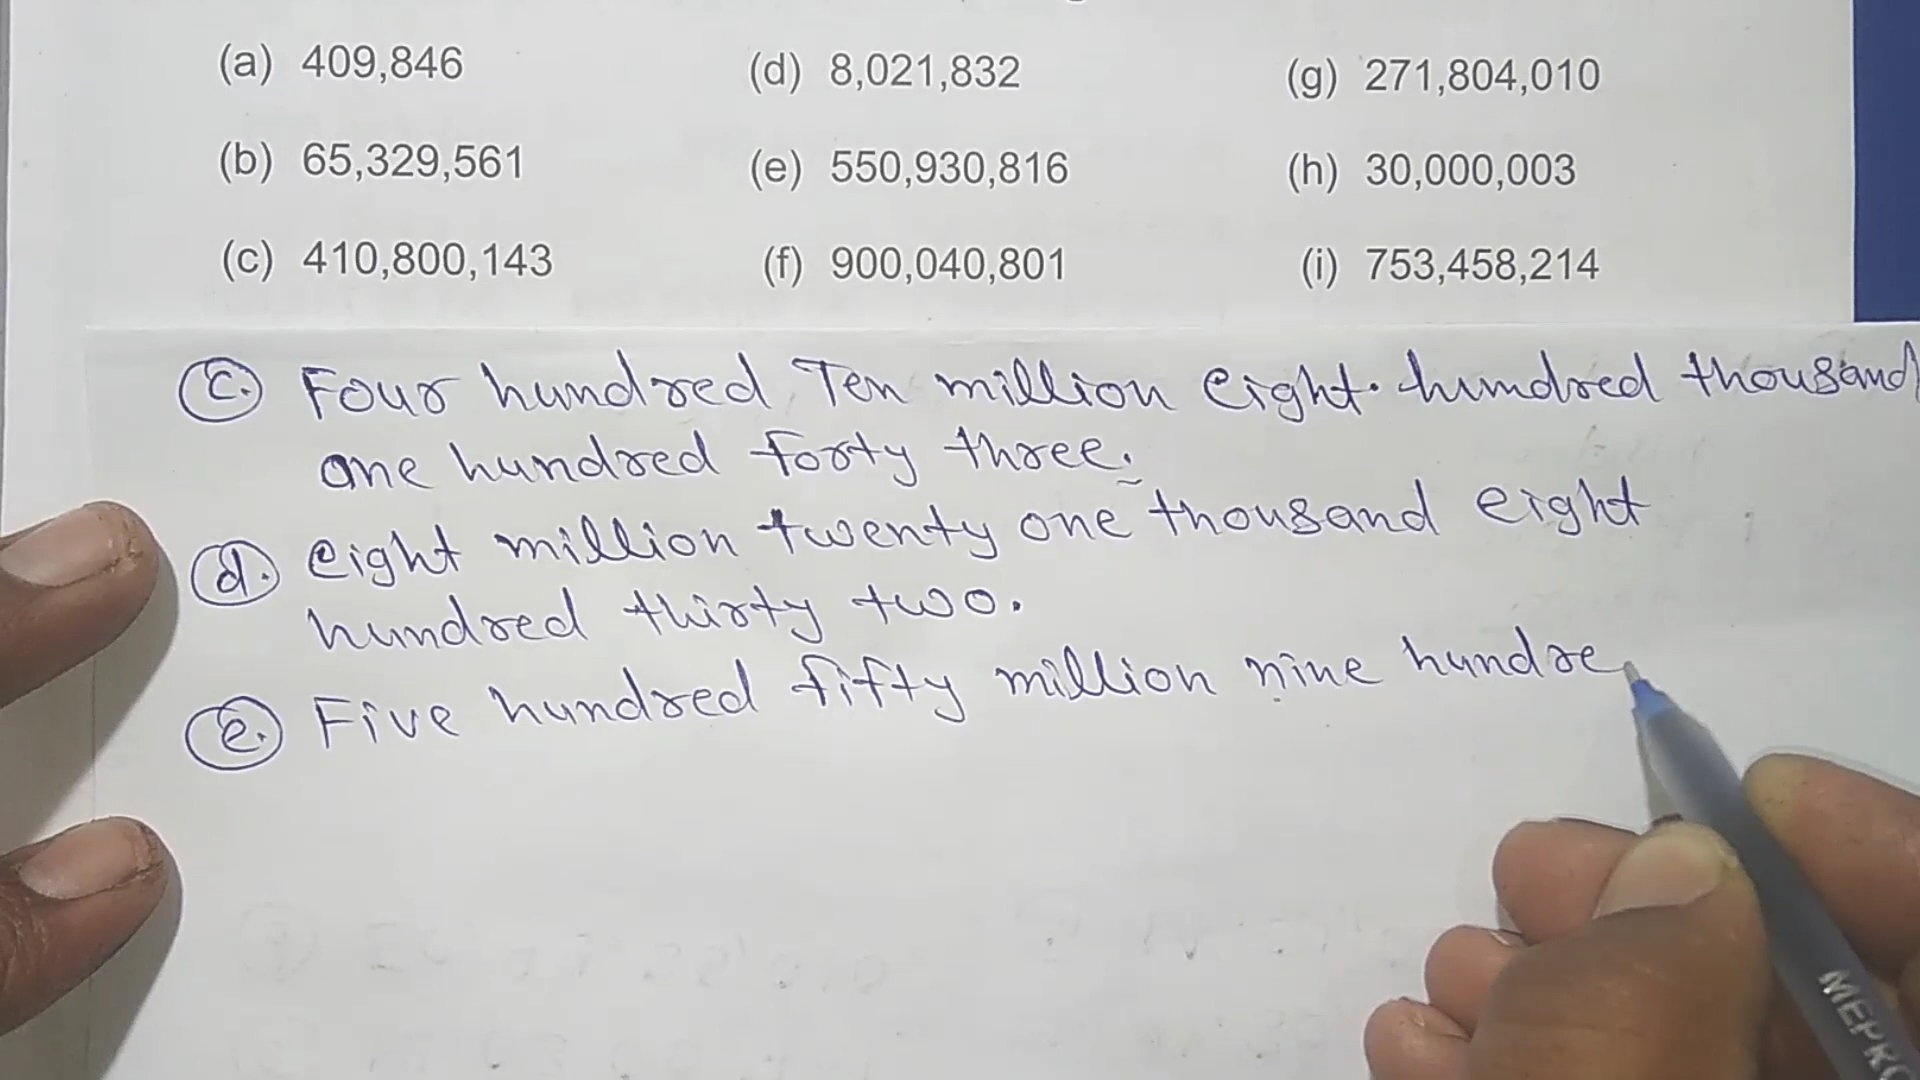 (a) 409,846 (d) 8,021,832 (g) 271,804,010
(b) 65,329,561 (e) 550,930,816 (h) 30,000,003
(c) 410,800,143 (f) 900,040,801 (i) 753,458,214
C. Four hundred Ten million eight hundred thousand
one hundred forty three.
d. eight million twenty one thousand eight
hundred thirty two.
e. Five hundred fifty million nine hundre